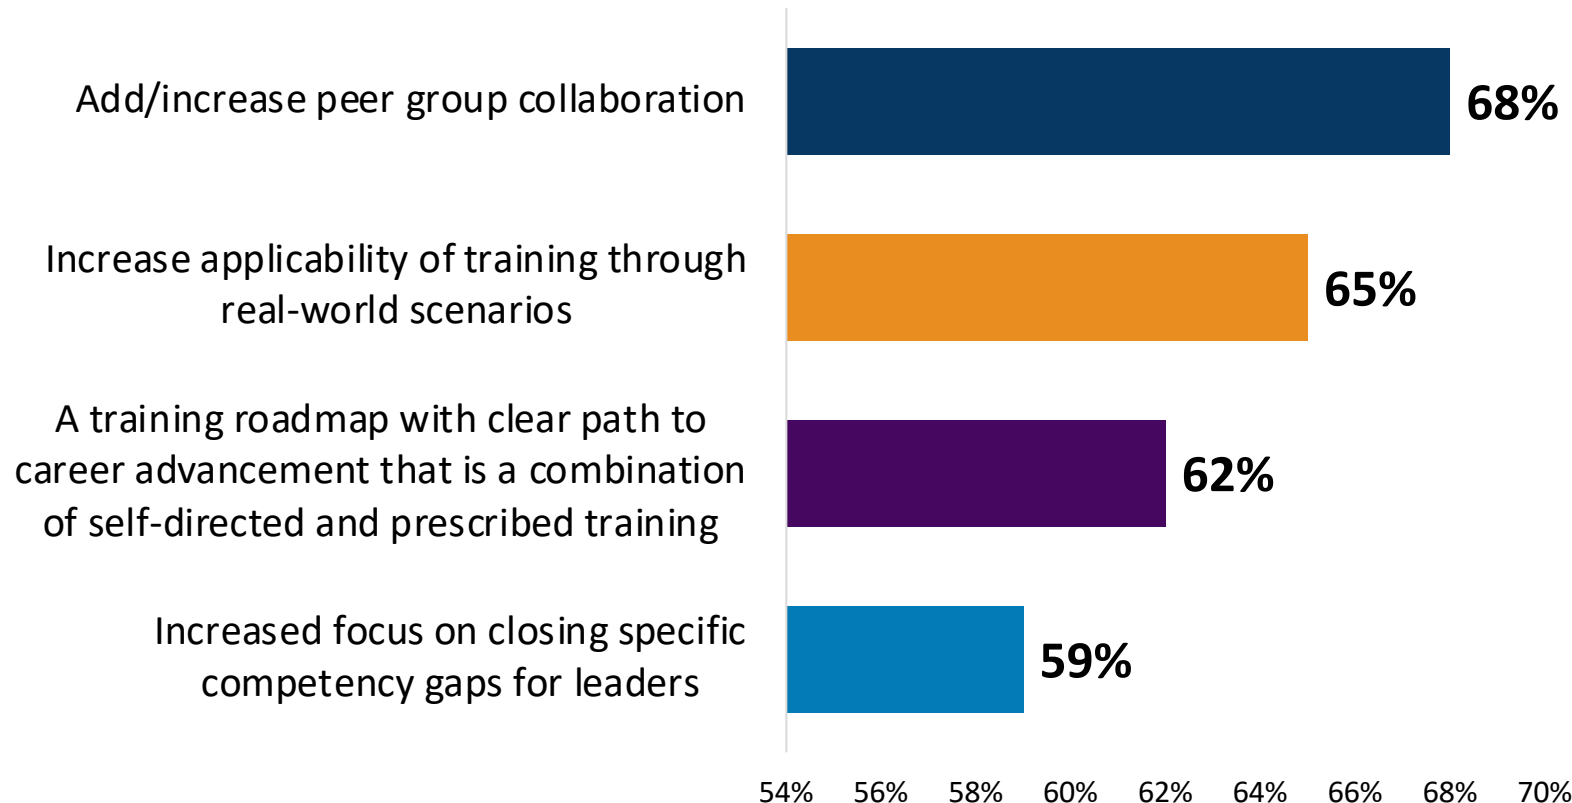 Add/increase peer group collaboration
68%
Increase applicability of training through
real-world scenarios
65%
A training roadmap with clear path to
career advancement that is a combination
of self-directed and prescribed training
62%
Increased focus on closing specific
competency gaps for leaders
59%
54% 56% 58% 60% 62% 64% 66% 68% 70%